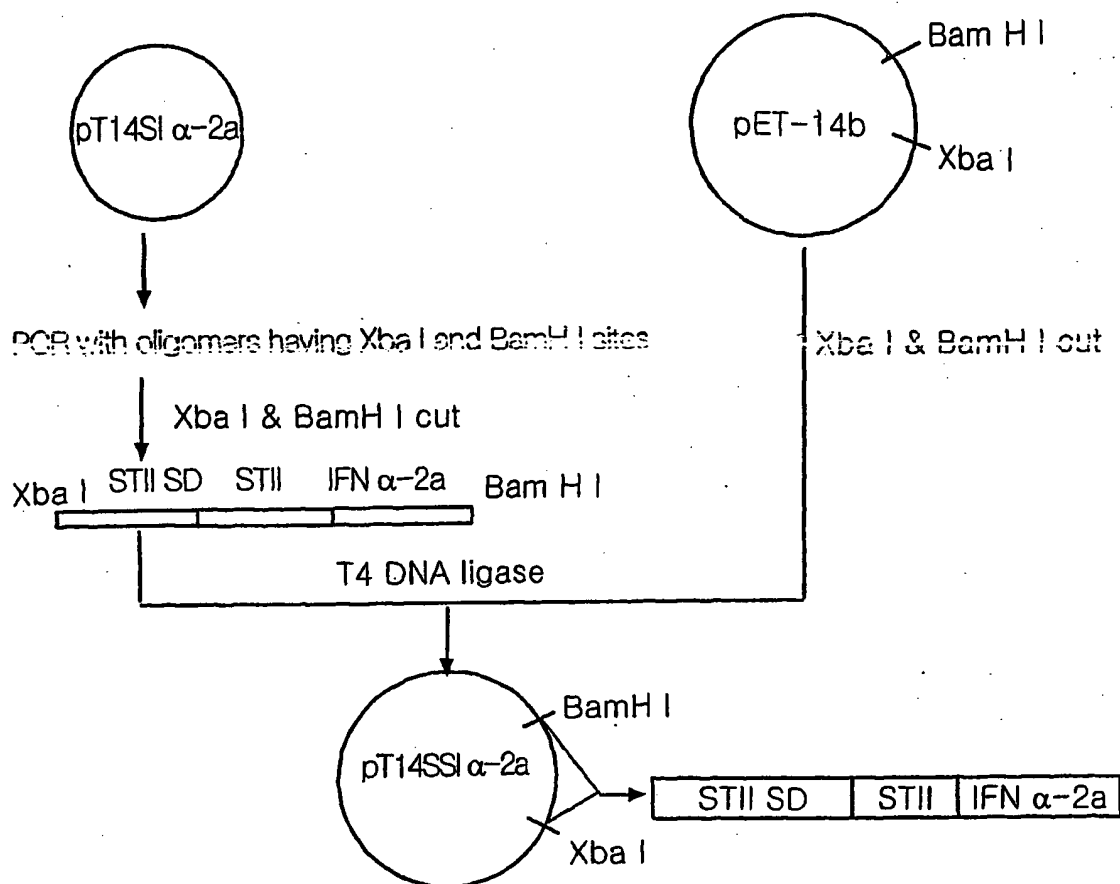 pT14SI α-2a
Bam H I
pET-14b
Xba I
PCR with oligomers having Xba I and BamH I sites
Xba I & BamH I cut
Xba I & BamH I cut
Xba I STII SD STII IFN α-2a Bam H I
T4 DNA ligase
BamH I
pT14SSI α-2a
STII SD STII IFN α-2a
Xba I